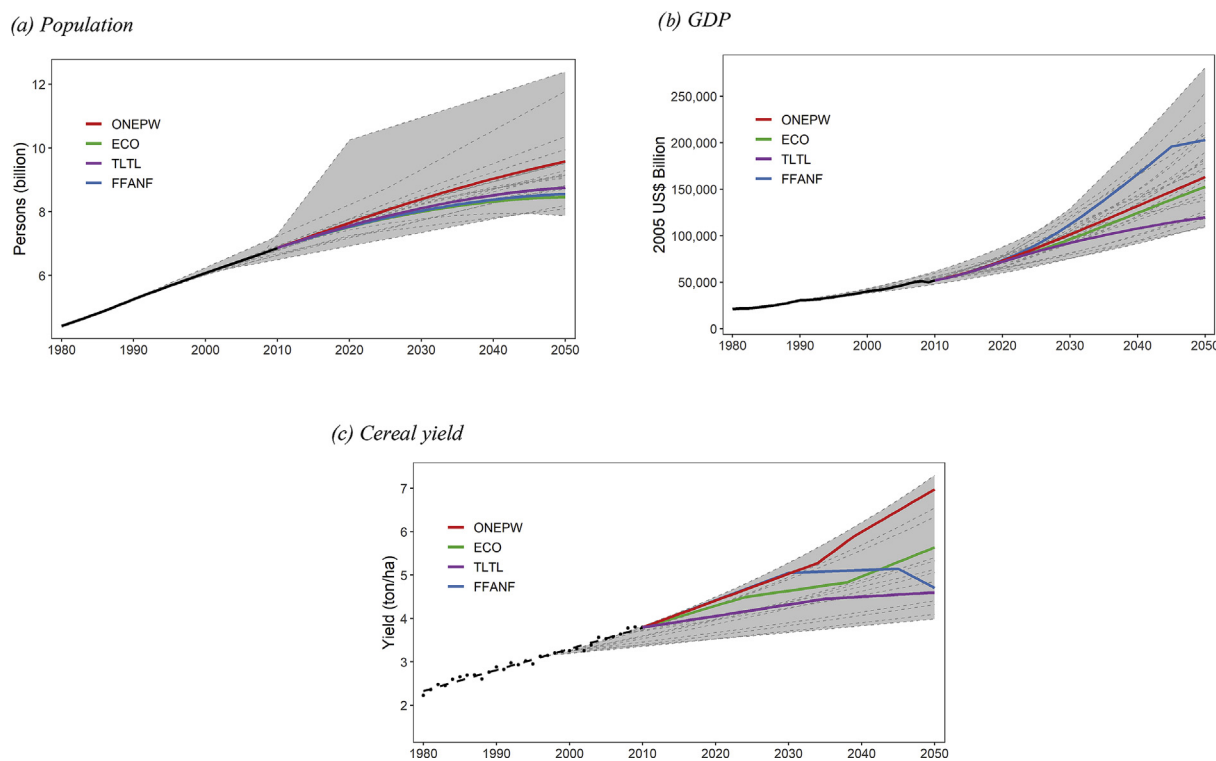 (a) Population
Persons (billion)
12
10
8
6
ONEPW
ECO
TLTL
FFANF
1980 1990 2000 2010 2020 2030 2040 2050
(b) GDP
2005 US$ Billion
250,000
200,000
150,000
100,000
50,000
0
ONEPW
ECO
TLTL
FFANF
1980 1990 2000 2010 2020 2030 2040 2050
(c) Cereal yield
Yield (ton/ha)
7
6
5
4
3
2
ONEPW
ECO
TLTL
FFANF
1980 1990 2000 2010 2020 2030 2040 2050